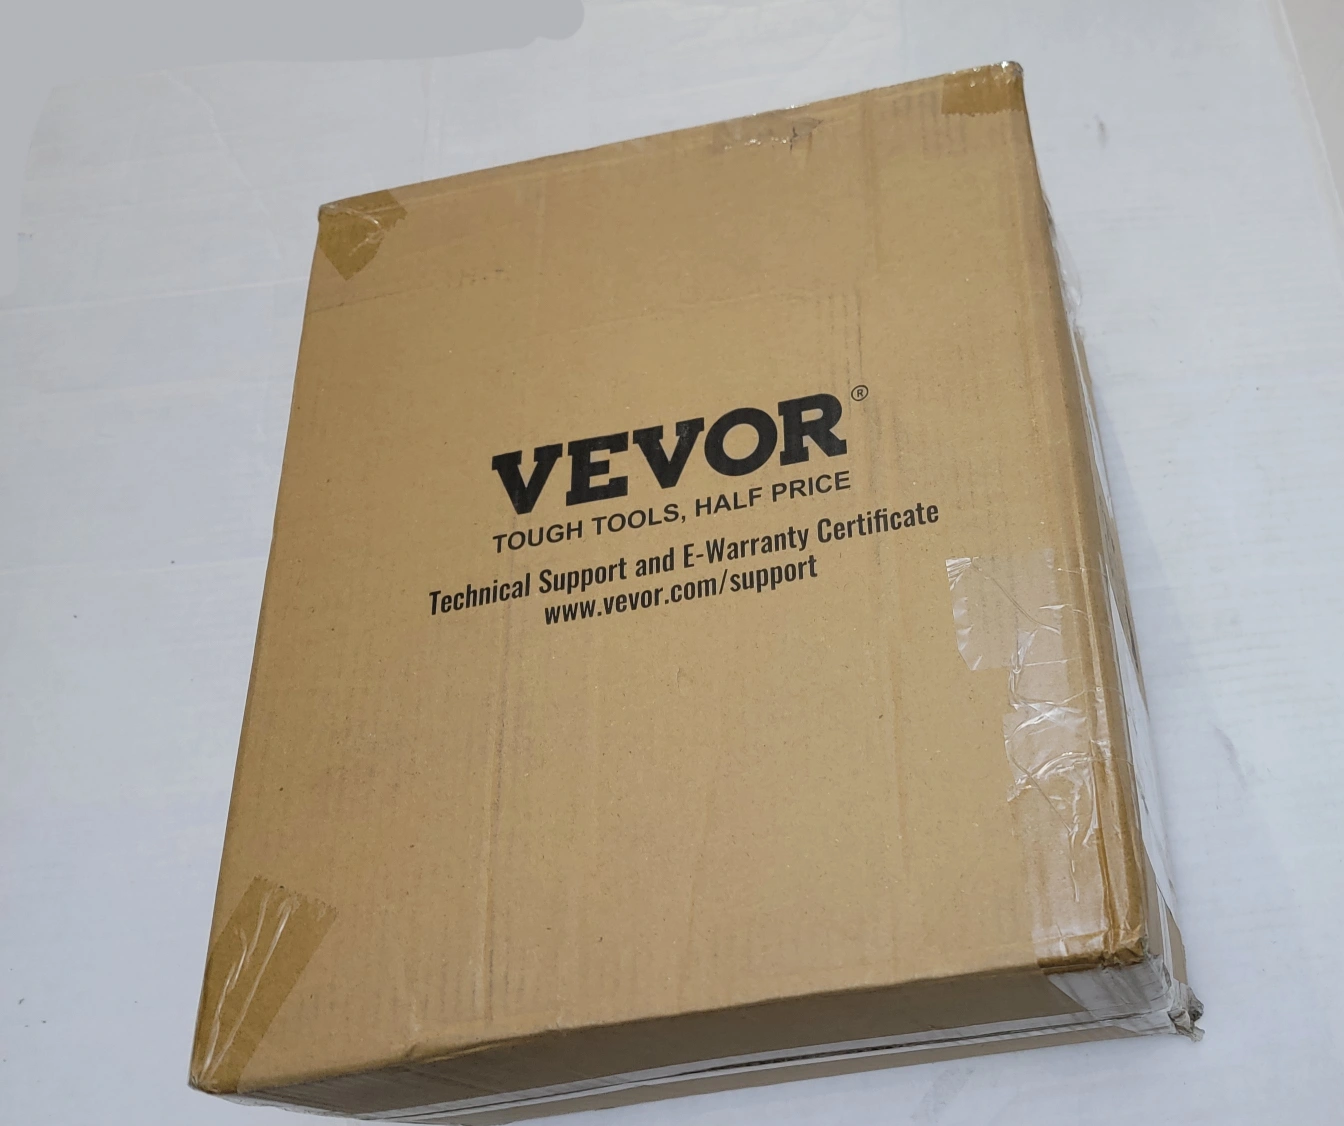 VEVOR®
TOUGH TOOLS, HALF PRICE
Technical Support and E-Warranty Certificate
www.vevor.com/support